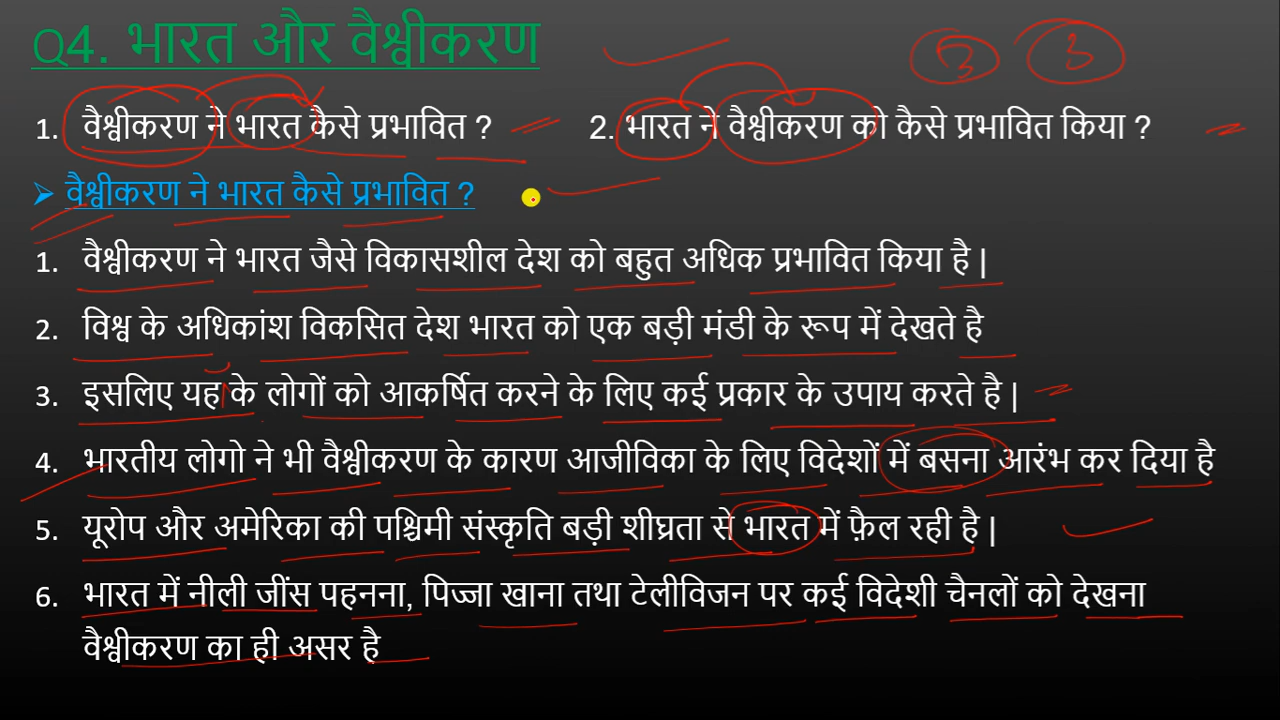 Q4. भारत और वैश्वीकरण
3 3
1. वैश्वीकरण ने भारत कैसे प्रभावित ? 2. भारत ने वैश्वीकरण को कैसे प्रभावित किया ?
➢ वैश्वीकरण ने भारत कैसे प्रभावित ?
1. वैश्वीकरण ने भारत जैसे विकासशील देश को बहुत अधिक प्रभावित किया है |
2. विश्व के अधिकांश विकसित देश भारत को एक बड़ी मंडी के रूप में देखते है
3. इसलिए यह के लोगों को आकर्षित करने के लिए कई प्रकार के उपाय करते है |
4. भारतीय लोगो ने भी वैश्वीकरण के कारण आजीविका के लिए विदेशों में बसना आरंभ कर दिया है
5. यूरोप और अमेरिका की पश्चिमी संस्कृति बड़ी शीघ्रता से भारत में फ़ैल रही है |
6. भारत में नीली जींस पहनना, पिज्जा खाना तथा टेलीविजन पर कई विदेशी चैनलों को देखना
वैश्वीकरण का ही असर है